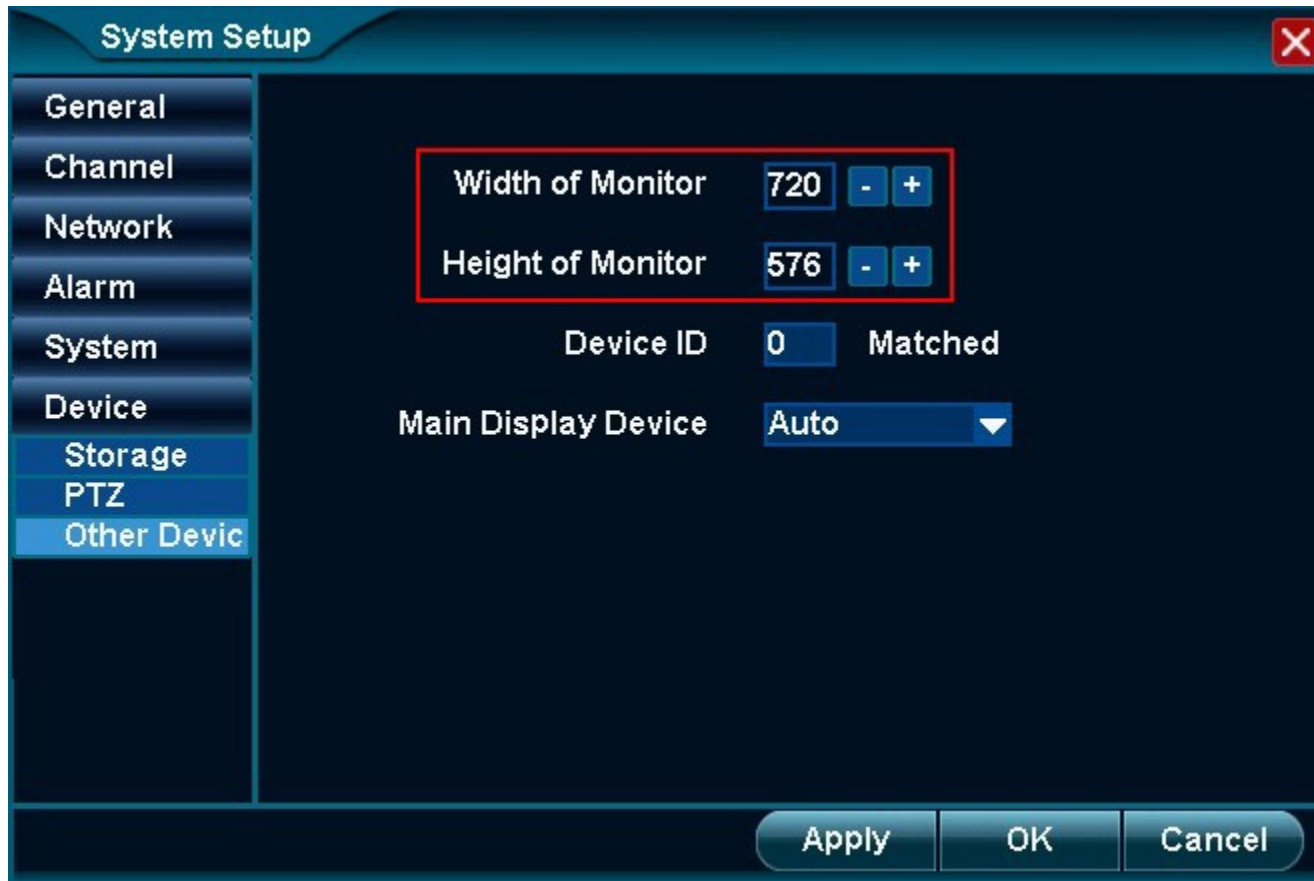 System Setup
General
Channel
Network
Alarm
System
Device
Storage
PTZ
Other Devic
Width of Monitor 720 - +
Height of Monitor 576 - +
Device ID 0 Matched
Main Display Device Auto
Apply OK Cancel